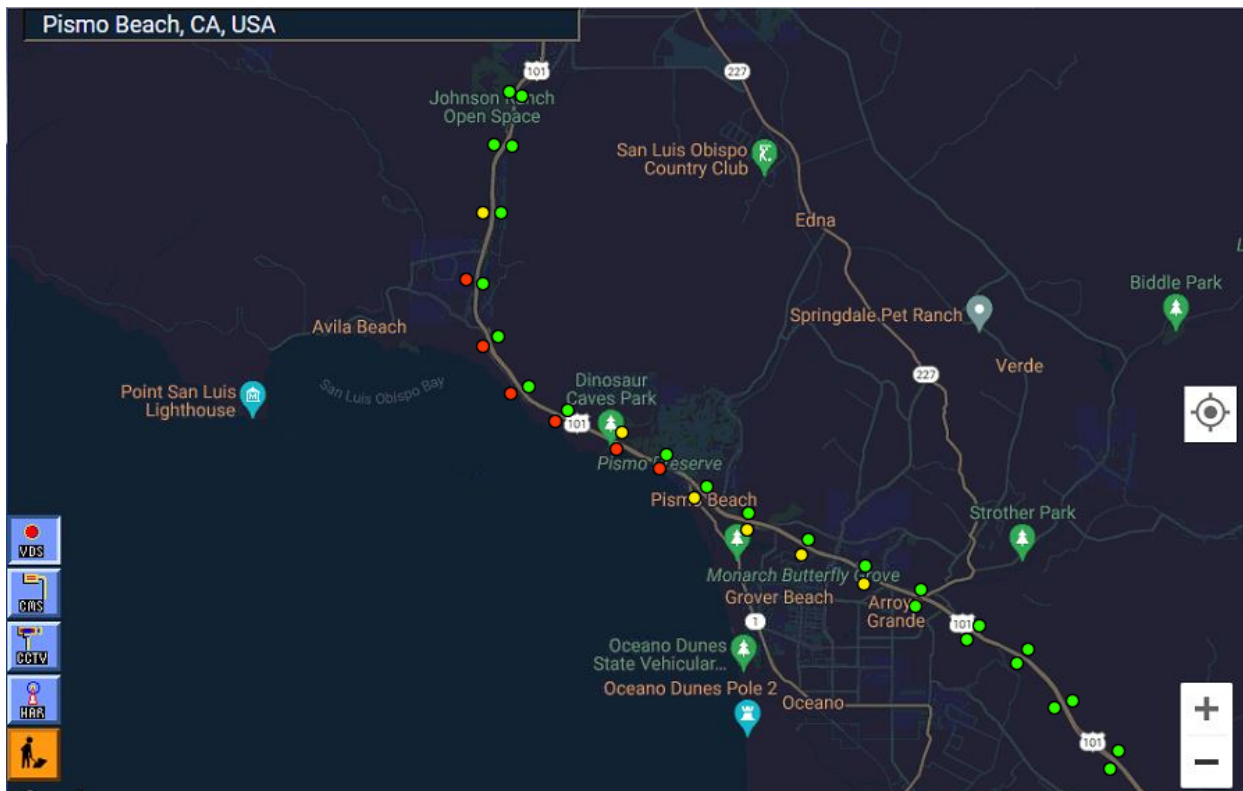 Pismo Beach, CA, USA
101
227
Johnson Ranch
Open Space
San Luis Obispo
Country Club
Edna
Biddle Park
Springdale Pet Ranch
Avila Beach
Verde
227
Point San Luis
Lighthouse
San Luis Obispo Bay
Dinosaur
Caves Park
101
Pismo Preserve
Pismo Beach
Strother Park
Monarch Butterfly Grove
Grover Beach
Arroyo
Grande
101
1
Oceano Dunes
State Vehicular...
Oceano Dunes Pole 2
Oceano
101
VDS
CMS
CCTV
HAR